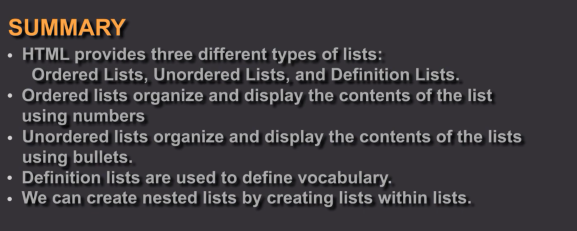 SUMMARY
• HTML provides three different types of lists:
Ordered Lists, Unordered Lists, and Definition Lists.
• Ordered lists organize and display the contents of the list
using numbers
• Unordered lists organize and display the contents of the lists
using bullets.
• Definition lists are used to define vocabulary.
• We can create nested lists by creating lists within lists.